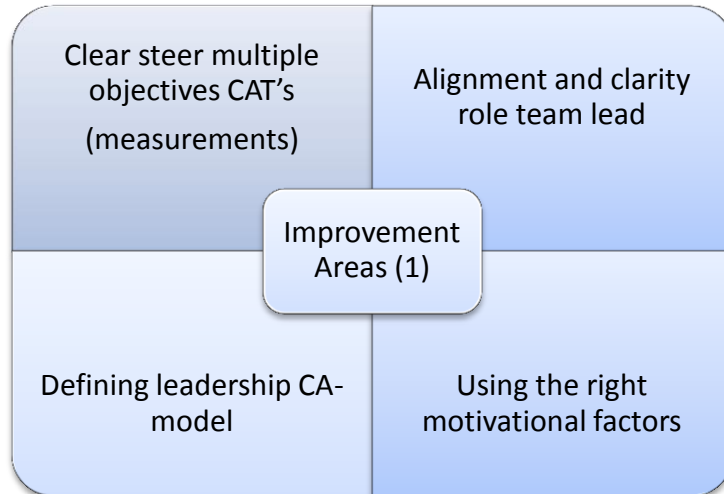 Clear steer multiple
objectives CAT's
(measurements)
Alignment and clarity
role team lead
Improvement
Areas (1)
Defining leadership CA-
model
Using the right
motivational factors